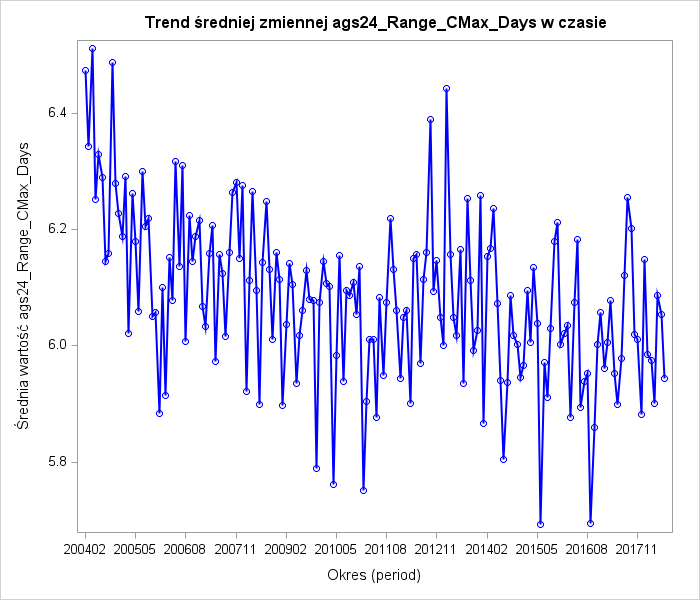 Trend średniej zmiennej ags24_Range_CMax_Days w czasie
Średnia wartość ags24_Range_CMax_Days
6.4
6.2
6.0
5.8
200402 200505 200608 200711 200902 201005 201108 201211 201402 201505 201608 201711
Okres (period)